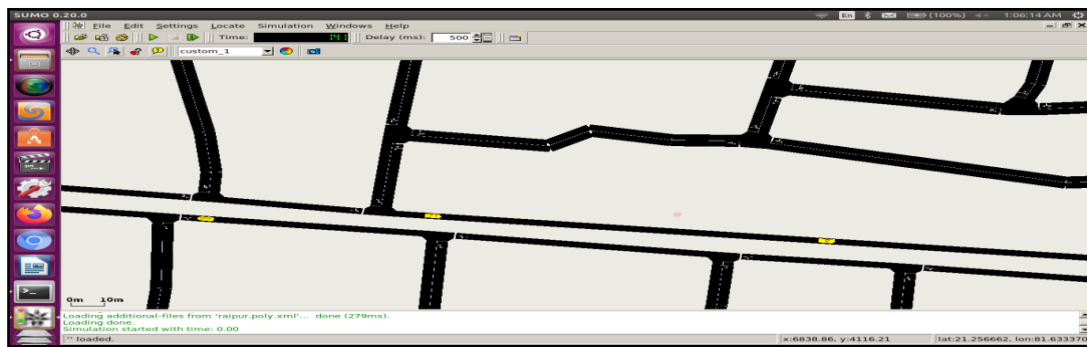 SUMO 0.20.0
En
(100%)
1:06:14 AM
File Edit Settings Locate Simulation Windows Help
Time:
Delay (ms): 500
custom_1
0m 10m
Loading additional-files from 'raipur.poly.xml'... done (279ms).
Loading done.
Simulation started with time: 0.00
'' loaded.
x:6838.86, y:4116.21
lat:21.256662, lon:81.633370